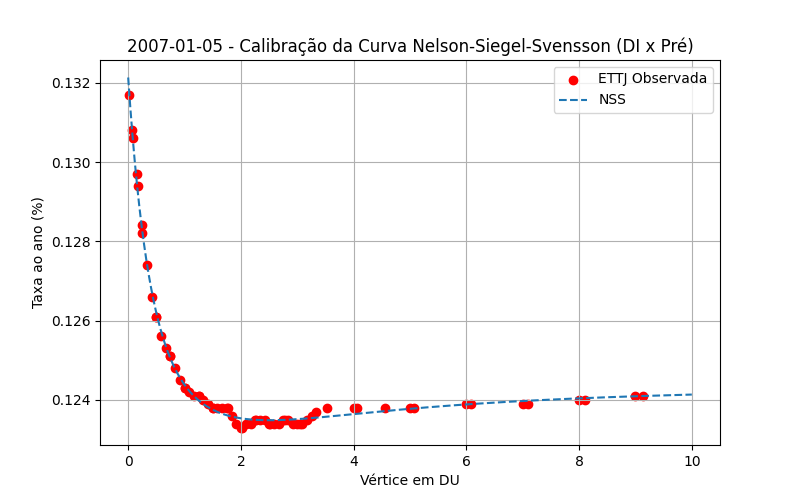 2007-01-05 - Calibração da Curva Nelson-Siegel-Svensson (DI x Pré)
ETTJ Observada
NSS
Taxa ao ano (%)
0.132
0.130
0.128
0.126
0.124
0 2 4 6 8 10
Vértice em DU